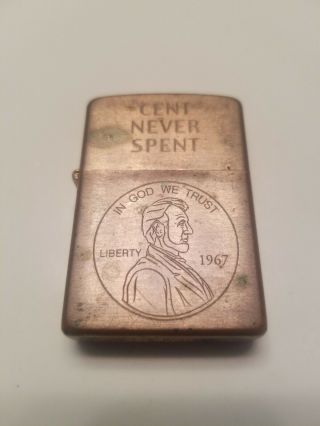 CENT
NEVER
SPENT
IN GOD WE TRUST
LIBERTY
1967